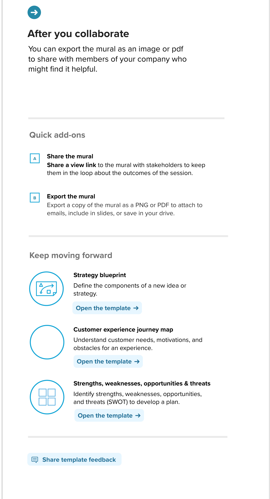 After you collaborate
You can export the mural as an image or pdf
to share with members of your company who
might find it helpful.
Quick add-ons
A
Share the mural
Share a view link to the mural with stakeholders to keep
them in the loop about the outcomes of the session.
B
Export the mural
Export a copy of the mural as a PNG or PDF to attach to
emails, include in slides, or save in your drive.
Keep moving forward
Strategy blueprint
Define the components of a new idea or
strategy.
Open the template →
Customer experience journey map
Understand customer needs, motivations, and
obstacles for an experience.
Open the template →
Strengths, weaknesses, opportunities & threats
Identify strengths, weaknesses, opportunities,
and threats (SWOT) to develop a plan.
Open the template →
Share template feedback